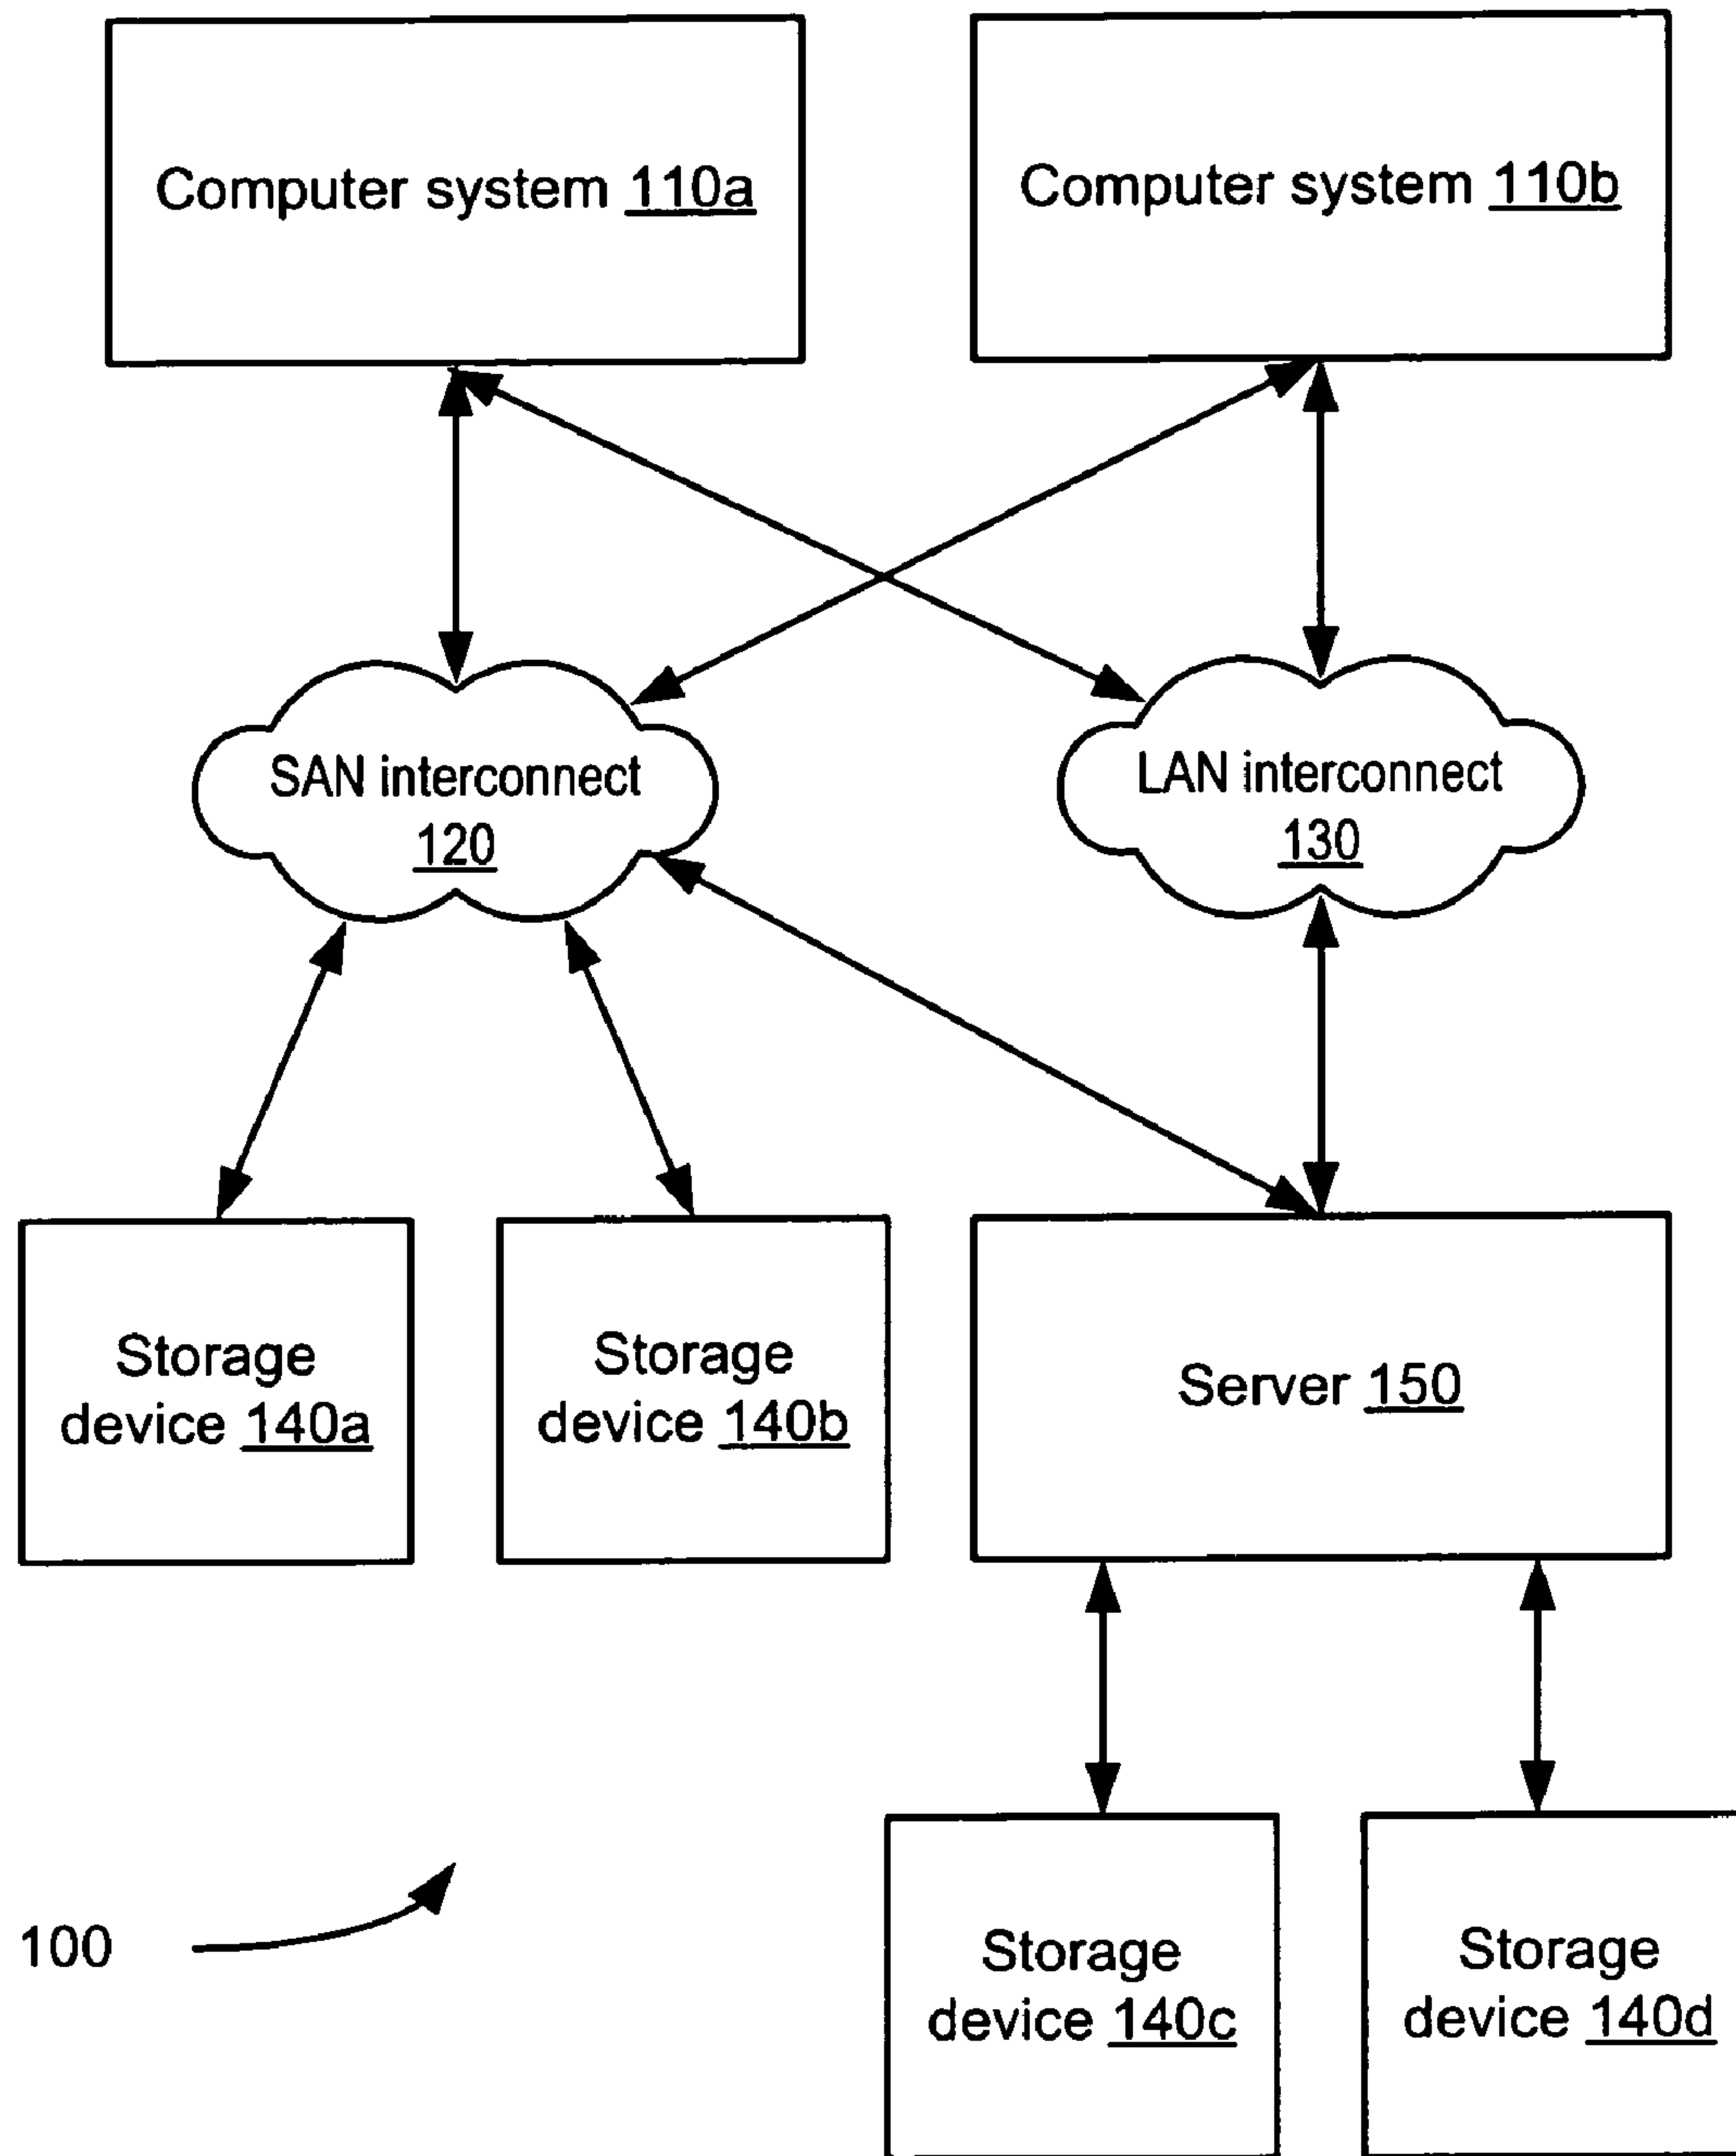 Computer system 110a
Computer system 110b
SAN interconnect
120
LAN interconnect
130
Storage
device 140a
Storage
device 140b
Server 150
100
Storage
device 140c
Storage
device 140d